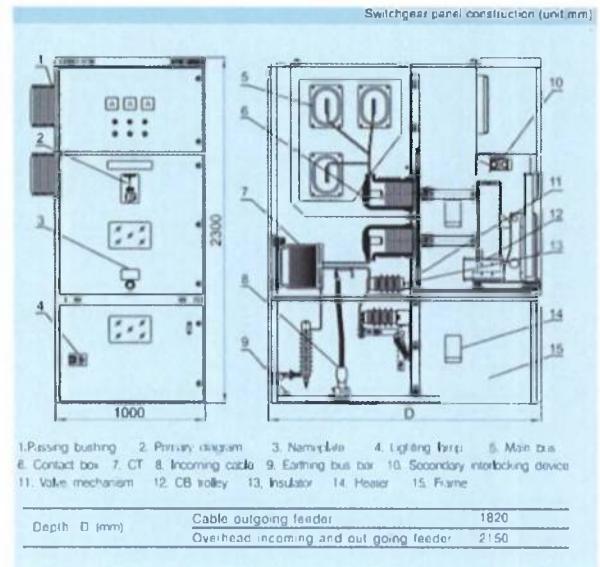 Switchgear panel construction (unit mm)
1
2
3
4
5
6
7
8
9
10
11
12
13
14
15
A A A
2300
1000
D
1.Passing bushing 2. Primary diagram 3. Nameplate 4. Lighting lamp 5. Main bus
6. Contact box 7. CT 8. Incoming cable 9. Earthing bus bar 10. Secondary interlocking device
11. Valve mechanism 12. CB trolley 13, Insulator 14. Heater 15. Frame
Depth D (mm)
Cable outgoing feeder 1820
Overhead incoming and out going feeder 2150